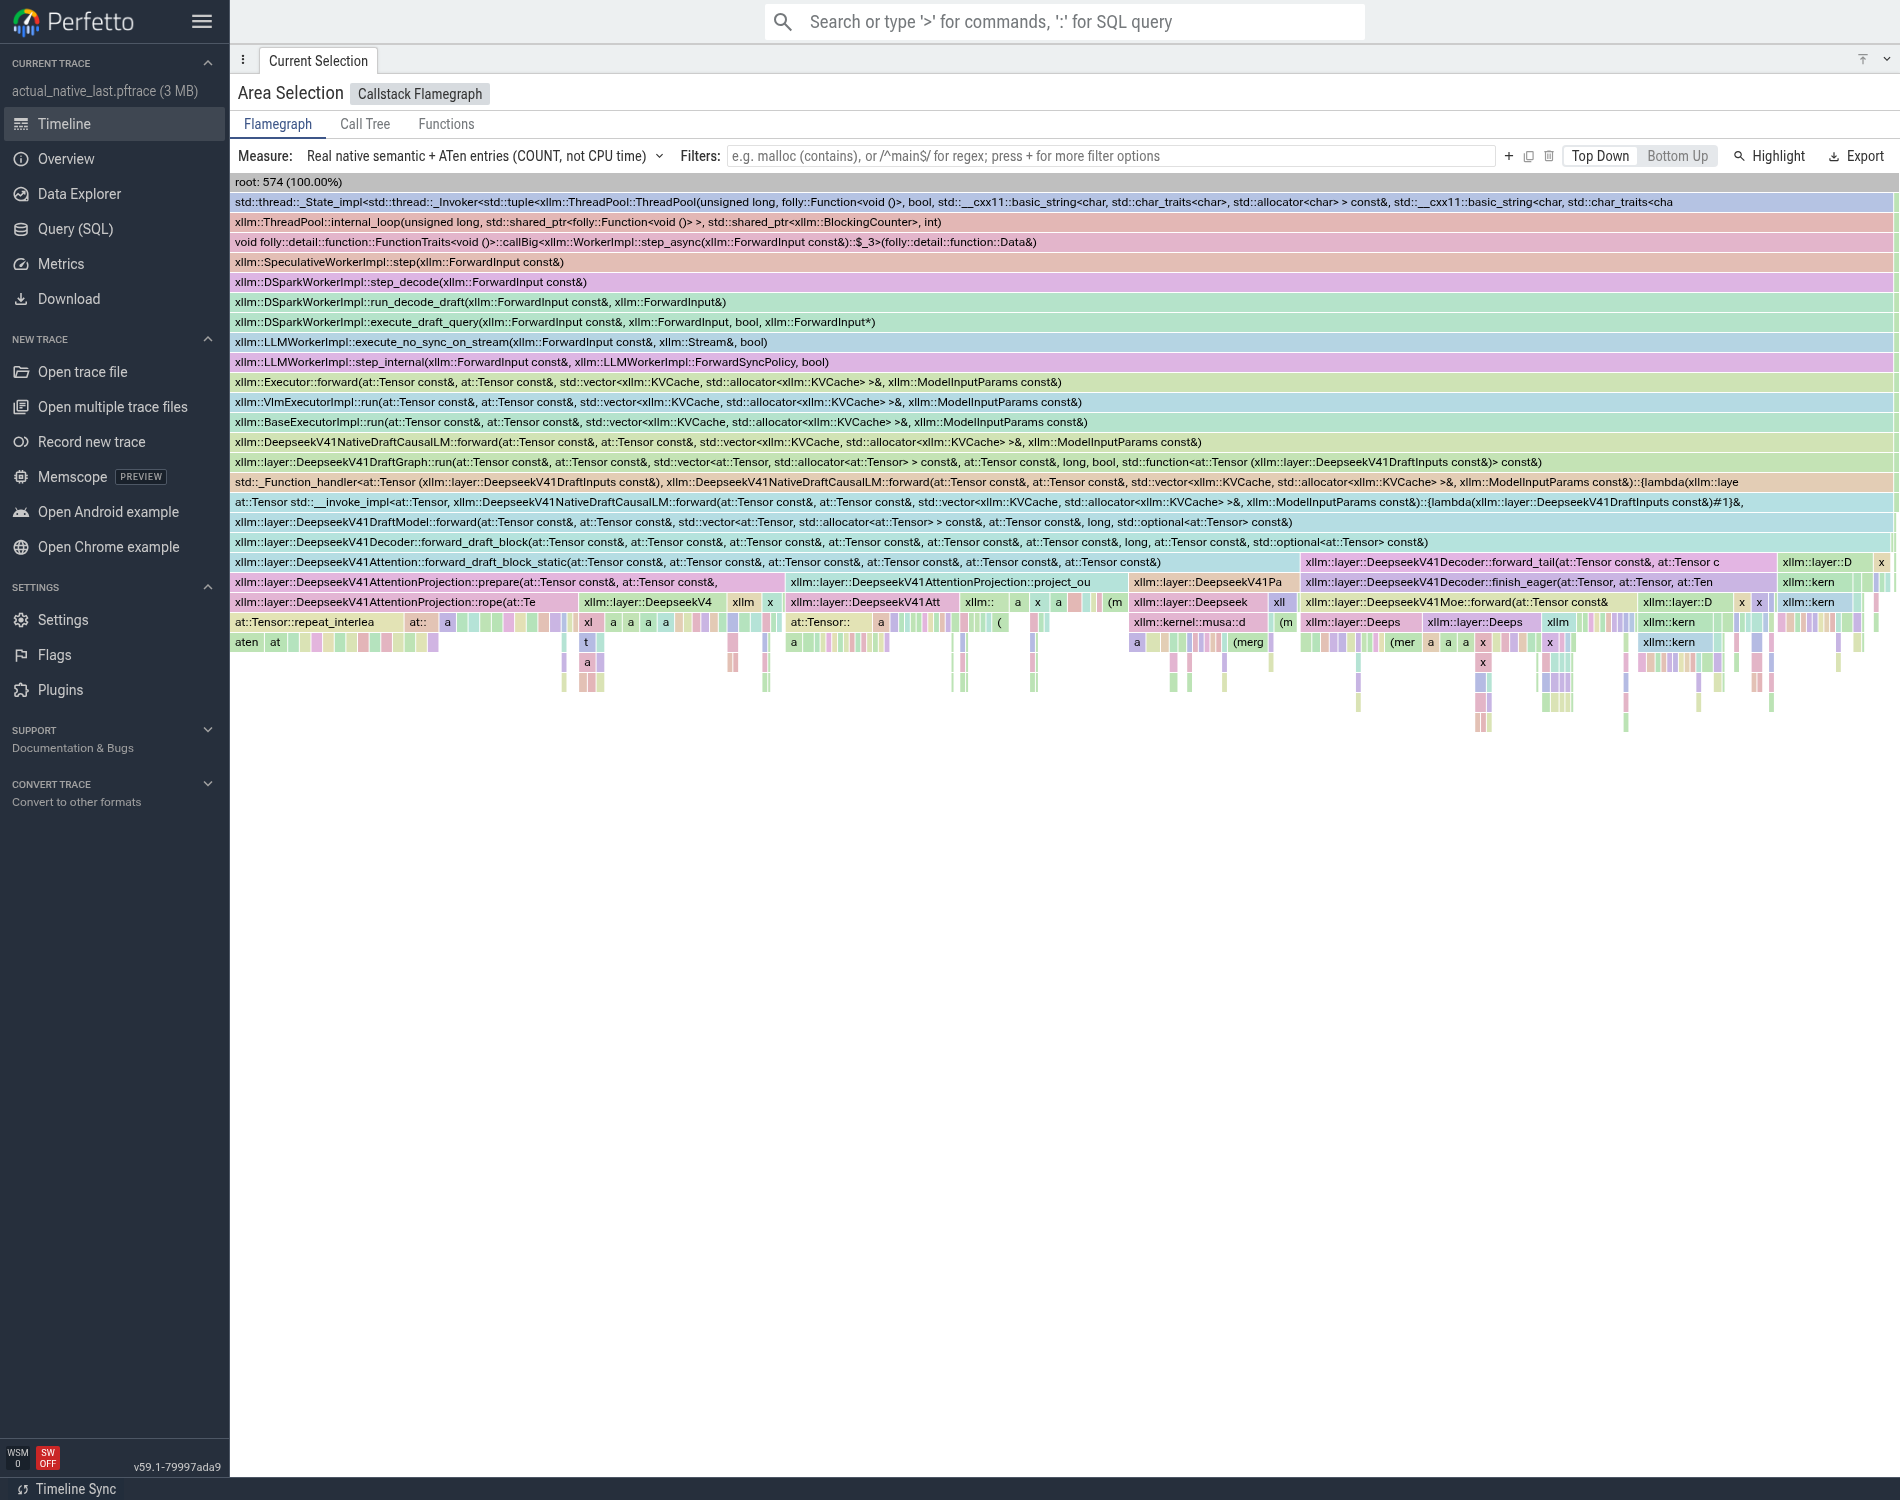 Perfetto
Search or type '>' for commands, ':' for SQL query
CURRENT TRACE
actual_native_last.pftrace (3 MB)
Timeline
Overview
Data Explorer
Query (SQL)
Metrics
Download
NEW TRACE
Open trace file
Open multiple trace files
Record new trace
Memscope PREVIEW
Open Android example
Open Chrome example
SETTINGS
Settings
Flags
Plugins
SUPPORT
Documentation & Bugs
CONVERT TRACE
Convert to other formats
WSM 0
SW OFF
v59.1-79997ada9
Timeline Sync
Current Selection
Area Selection Callstack Flamegraph
Flamegraph Call Tree Functions
Measure: Real native semantic + ATen entries (COUNT, not CPU time) Filters: e.g. malloc (contains), or /^main$/ for regex; press + for more filter options + Top Down Bottom Up Highlight Export
root: 574 (100.00%)
std::thread::_State_impl<std::thread::_Invoker<std::tuple<xllm::ThreadPool::ThreadPool(unsigned long, folly::Function<void ()>, bool, std::__cxx11::basic_string<char, std::char_traits<char>, std::allocator<char> > const&, std::__cxx11::basic_string<char, std::char_traits<cha
xllm::ThreadPool::internal_loop(unsigned long, std::shared_ptr<folly::Function<void ()> >, std::shared_ptr<xllm::BlockingCounter>, int)
void folly::detail::function::FunctionTraits<void ()>::callBig<xllm::WorkerImpl::step_async(xllm::ForwardInput const&)::$_3>(folly::detail::function::Data&)
xllm::SpeculativeWorkerImpl::step(xllm::ForwardInput const&)
xllm::DSparkWorkerImpl::step_decode(xllm::ForwardInput const&)
xllm::DSparkWorkerImpl::run_decode_draft(xllm::ForwardInput const&, xllm::ForwardInput&)
xllm::DSparkWorkerImpl::execute_draft_query(xllm::ForwardInput const&, xllm::ForwardInput, bool, xllm::ForwardInput*)
xllm::LLMWorkerImpl::execute_no_sync_on_stream(xllm::ForwardInput const&, xllm::Stream&, bool)
xllm::LLMWorkerImpl::step_internal(xllm::ForwardInput const&, xllm::LLMWorkerImpl::ForwardSyncPolicy, bool)
xllm::Executor::forward(at::Tensor const&, at::Tensor const&, std::vector<xllm::KVCache, std::allocator<xllm::KVCache> >&, xllm::ModelInputParams const&)
xllm::VlmExecutorImpl::run(at::Tensor const&, at::Tensor const&, std::vector<xllm::KVCache, std::allocator<xllm::KVCache> >&, xllm::ModelInputParams const&)
xllm::BaseExecutorImpl::run(at::Tensor const&, at::Tensor const&, std::vector<xllm::KVCache, std::allocator<xllm::KVCache> >&, xllm::ModelInputParams const&)
xllm::DeepseekV41NativeDraftCausalLM::forward(at::Tensor const&, at::Tensor const&, std::vector<xllm::KVCache, std::allocator<xllm::KVCache> >&, xllm::ModelInputParams const&)
xllm::layer::DeepseekV41DraftGraph::run(at::Tensor const&, at::Tensor const&, std::vector<at::Tensor, std::allocator<at::Tensor> > const&, at::Tensor const&, long, bool, std::function<at::Tensor (xllm::layer::DeepseekV41DraftInputs const&)> const&)
std::_Function_handler<at::Tensor (xllm::layer::DeepseekV41DraftInputs const&), xllm::DeepseekV41NativeDraftCausalLM::forward(at::Tensor const&, at::Tensor const&, std::vector<xllm::KVCache, std::allocator<xllm::KVCache> >&, xllm::ModelInputParams const&)::{lambda(xllm::laye
at::Tensor std::__invoke_impl<at::Tensor, xllm::DeepseekV41NativeDraftCausalLM::forward(at::Tensor const&, at::Tensor const&, std::vector<xllm::KVCache, std::allocator<xllm::KVCache> >&, xllm::ModelInputParams const&)::{lambda(xllm::layer::DeepseekV41DraftInputs const&)#1}&,
xllm::layer::DeepseekV41DraftModel::forward(at::Tensor const&, at::Tensor const&, std::vector<at::Tensor, std::allocator<at::Tensor> > const&, at::Tensor const&, long, std::optional<at::Tensor> const&)
xllm::layer::DeepseekV41Decoder::forward_draft_block(at::Tensor const&, at::Tensor const&, at::Tensor const&, at::Tensor const&, at::Tensor const&, at::Tensor const&, long, at::Tensor const&, std::optional<at::Tensor> const&)
xllm::layer::DeepseekV41Attention::forward_draft_block_static(at::Tensor const&, at::Tensor const&, at::Tensor const&, at::Tensor const&, at::Tensor const&, at::Tensor const&) xllm::layer::DeepseekV41Decoder::forward_tail(at::Tensor const&, at::Tensor c xllm::layer::D x
xllm::layer::DeepseekV41AttentionProjection::prepare(at::Tensor const&, at::Tensor const&, xllm::layer::DeepseekV41AttentionProjection::project_ou xllm::layer::DeepseekV41Pa xllm::layer::DeepseekV41Decoder::finish_eager(at::Tensor, at::Tensor, at::Ten xllm::kern
xllm::layer::DeepseekV41AttentionProjection::rope(at::Te xllm::layer::DeepseekV4 xllm x xllm::layer::DeepseekV41Att xllm:: a x a (m xllm::layer::Deepseek xll xllm::layer::DeepseekV41Moe::forward(at::Tensor const& xllm::layer::D x x xllm::kern
at::Tensor::repeat_interlea at:: a xl a a a a at::Tensor:: a ( xllm::kernel::musa::d (m xllm::layer::Deeps xllm::layer::Deeps xllm xllm::kern
aten at t a a (merg (mer a a a x x xllm::kern
a x